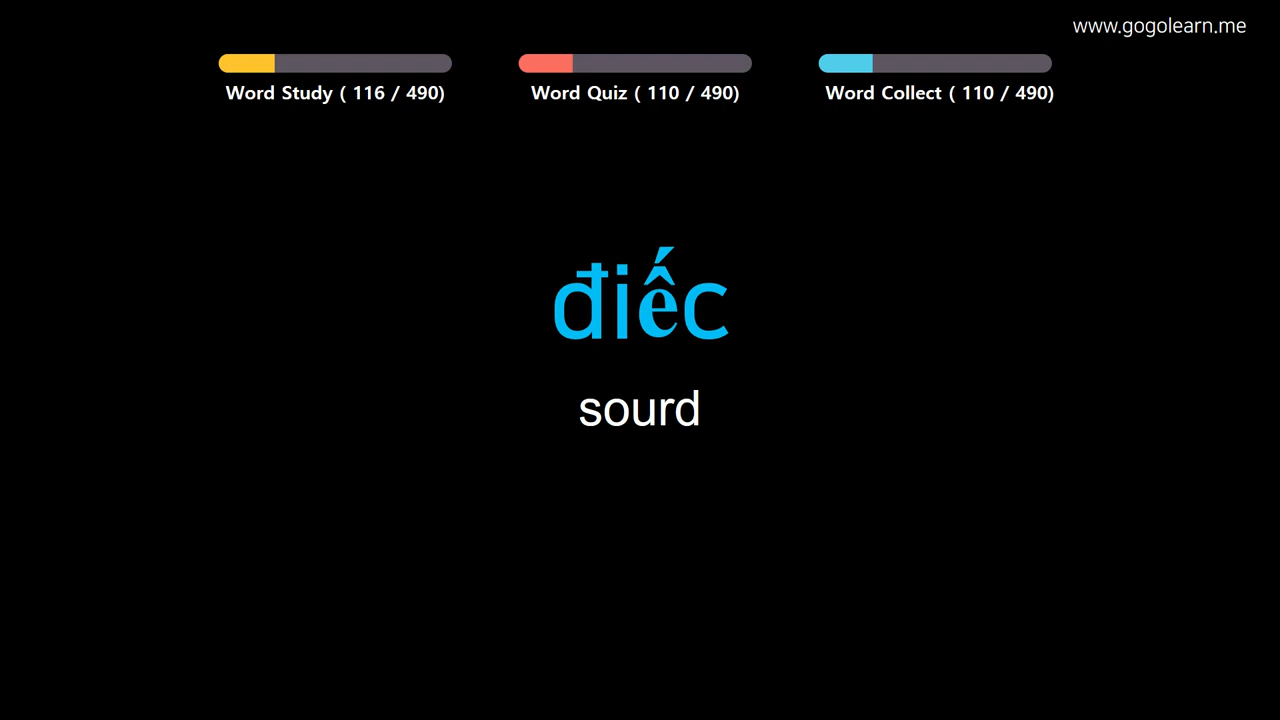 www.gogolearn.me
Word Study ( 116 / 490)
Word Quiz ( 110 / 490)
Word Collect ( 110 / 490)
điếc
sourd